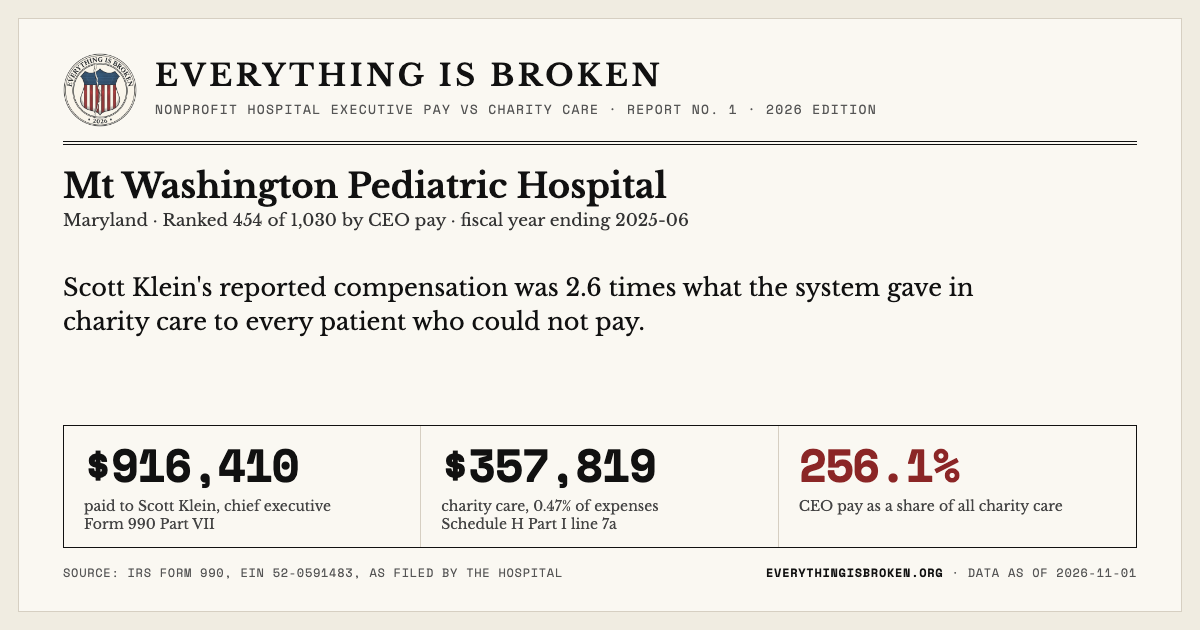 EVERYTHING IS BROKEN
2026
EVERYTHING IS BROKEN
NONPROFIT HOSPITAL EXECUTIVE PAY VS CHARITY CARE · REPORT NO. 1 · 2026 EDITION
Mt Washington Pediatric Hospital
Maryland · Ranked 454 of 1,030 by CEO pay · fiscal year ending 2025-06
Scott Klein's reported compensation was 2.6 times what the system gave in
charity care to every patient who could not pay.
$916,410
paid to Scott Klein, chief executive
Form 990 Part VII
$357,819
charity care, 0.47% of expenses
Schedule H Part I line 7a
256.1%
CEO pay as a share of all charity care
SOURCE: IRS FORM 990, EIN 52-0591483, AS FILED BY THE HOSPITAL
EVERYTHINGISBROKEN.ORG · DATA AS OF 2026-11-01